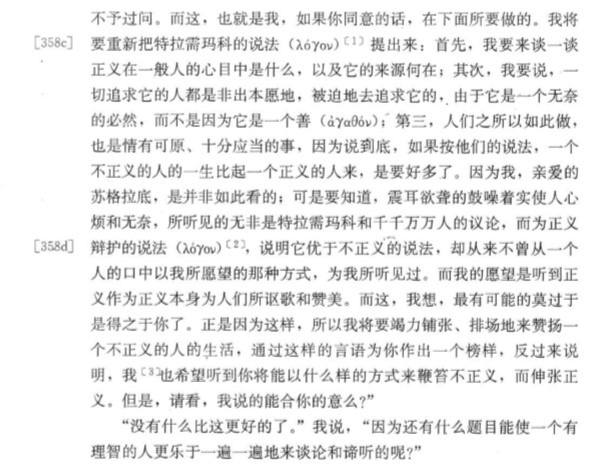 不予过问。而这，也就是我，如果你同意的话，在下面所要做的。我将
[358c] 要重新把特拉需玛科的说法（λόγον）[1] 提出来：首先，我要来谈一谈
正义在一般人的心目中是什么，以及它的来源何在；其次，我要说，一
切追求它的人都是非出本愿地，被迫地去追求它的，由于它是一个无奈
的必然，而不是因为它是一个善（ἀγαθόν）；第三，人们之所以如此做，
也是情有可原、十分应当的事，因为说到底，如果按他们的说法，一个
不正义的人的一生比起一个正义的人来，是要好多了。因为我，亲爱的
苏格拉底，是并非如此看的；可是要知道，震耳欲聋的鼓噪着实使人心
烦和无奈，所听见的无非是特拉需玛科和千千万万人的议论，而为正义
[358d] 辩护的说法（λόγον）[2]，说明它优于不正义的说法，却从来不曾从一个
人的口中以我所愿望的那种方式，为我所听见过。而我的愿望是听到正
义作为正义本身为人们所讴歌和赞美。而这，我想，最有可能的莫过于
是得之于你了。正是因为这样，所以我将要竭力铺张、排场地来赞扬一
个不正义的人的生活，通过这样的言语为你作出一个榜样，反过来说
明，我[3]也希望听到你将能以什么样的方式来鞭笞不正义，而伸张正
义。但是，请看，我说的能合你的意么？”
“没有什么比这更好的了。”我说，“因为还有什么题目能使一个有
理智的人更乐于一遍一遍地来谈论和谛听的呢？”